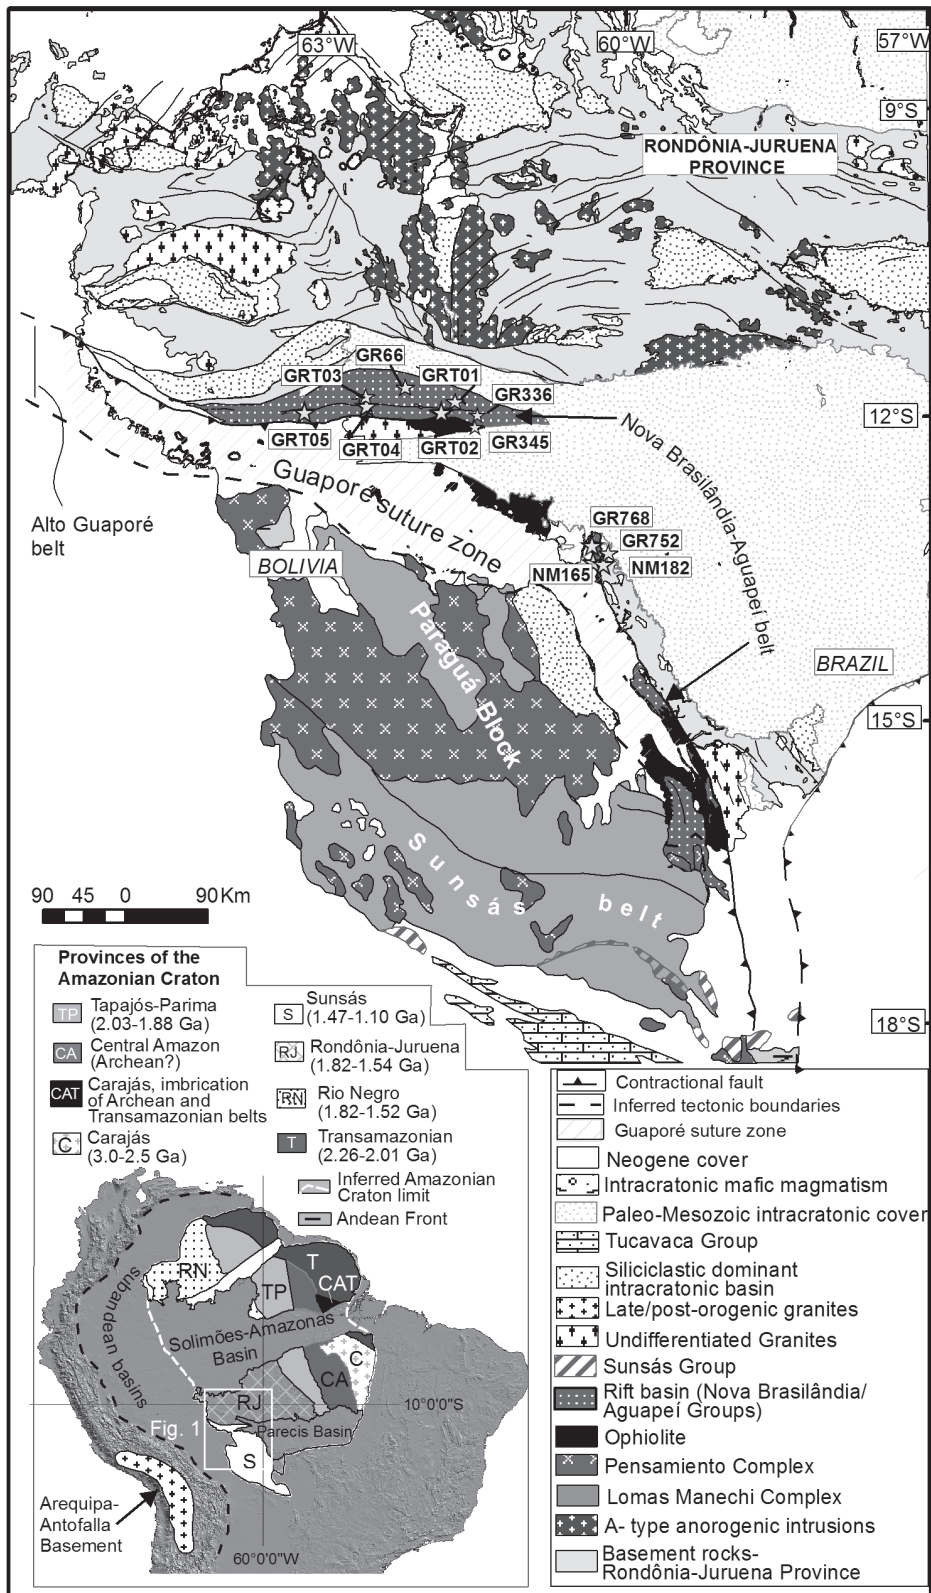 63°W
60°W
57°W
9°S
RONDÔNIA-JURUENA
PROVINCE
GR66
GRT03
GRT01
GR336
12°S
GRT05
GRT04
GRT02
GR345
Nova Brasilândia-Aguapeí belt
Guaporé suture zone
Alto Guaporé
belt
BOLIVIA
GR768
GR752
NM165
NM182
Paraguá Block
BRAZIL
15°S
Sunsás belt
90 45 0 90 Km
18°S
Provinces of the
Amazonian Craton
TP Tapajós-Parima
(2.03-1.88 Ga)
CA Central Amazon
(Archean?)
CAT Carajás, imbrication
of Archean and
Transamazonian belts
C Carajás
(3.0-2.5 Ga)
S Sunsás
(1.47-1.10 Ga)
RJ Rondônia-Juruena
(1.82-1.54 Ga)
RN Rio Negro
(1.82-1.52 Ga)
T Transamazonian
(2.26-2.01 Ga)
Inferred Amazonian
Craton limit
Andean Front
RN
T
CAT
TP
subandean basins
Solimões-Amazonas
Basin
C
CA
RJ
10°0'0"S
Fig. 1
Parecis Basin
S
Arequipa-
Antofalla
Basement
60°0'0"W
Contractional fault
Inferred tectonic boundaries
Guaporé suture zone
Neogene cover
Intracratonic mafic magmatism
Paleo-Mesozoic intracratonic cover
Tucavaca Group
Siliciclastic dominant
intracratonic basin
Late/post-orogenic granites
Undifferentiated Granites
Sunsás Group
Rift basin (Nova Brasilândia/
Aguapeí Groups)
Ophiolite
Pensamiento Complex
Lomas Manechi Complex
A- type anorogenic intrusions
Basement rocks-
Rondônia-Juruena Province